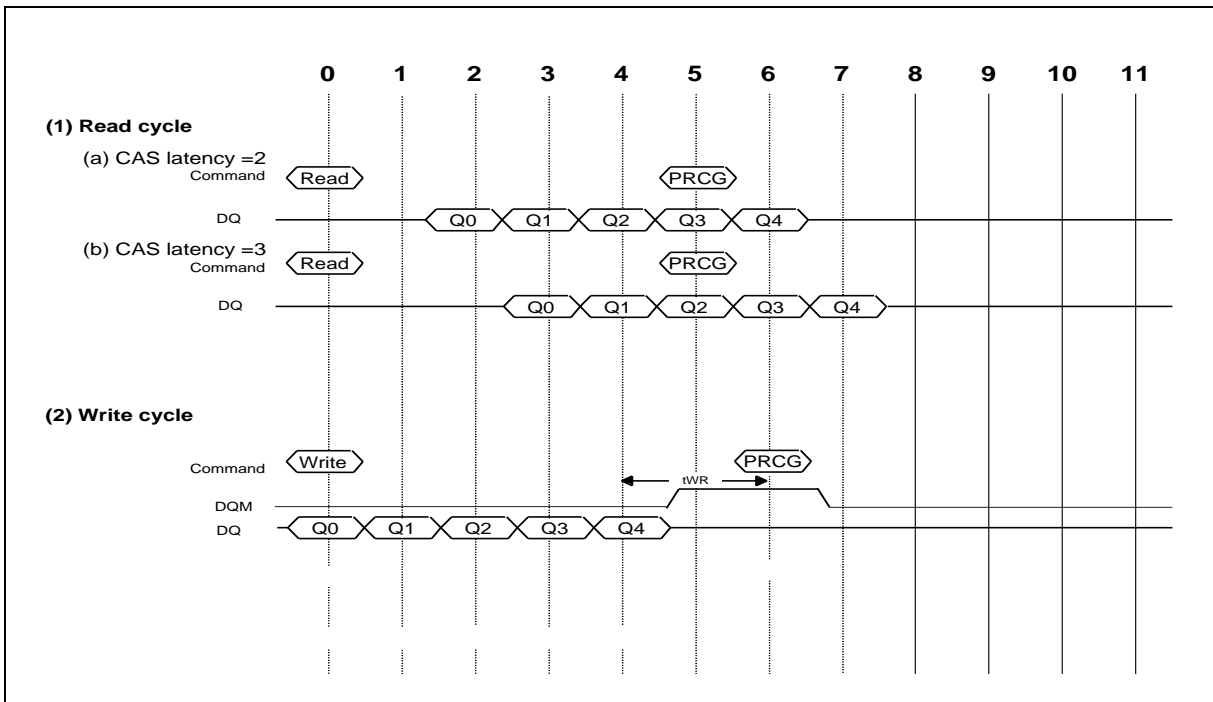 0 1 2 3 4 5 6 7 8 9 10 11
(1) Read cycle
(a) CAS latency =2
Command Read PRCG
DQ Q0 Q1 Q2 Q3 Q4
(b) CAS latency =3
Command Read PRCG
DQ Q0 Q1 Q2 Q3 Q4
(2) Write cycle
Command Write PRCG
tWR
DQM
DQ Q0 Q1 Q2 Q3 Q4